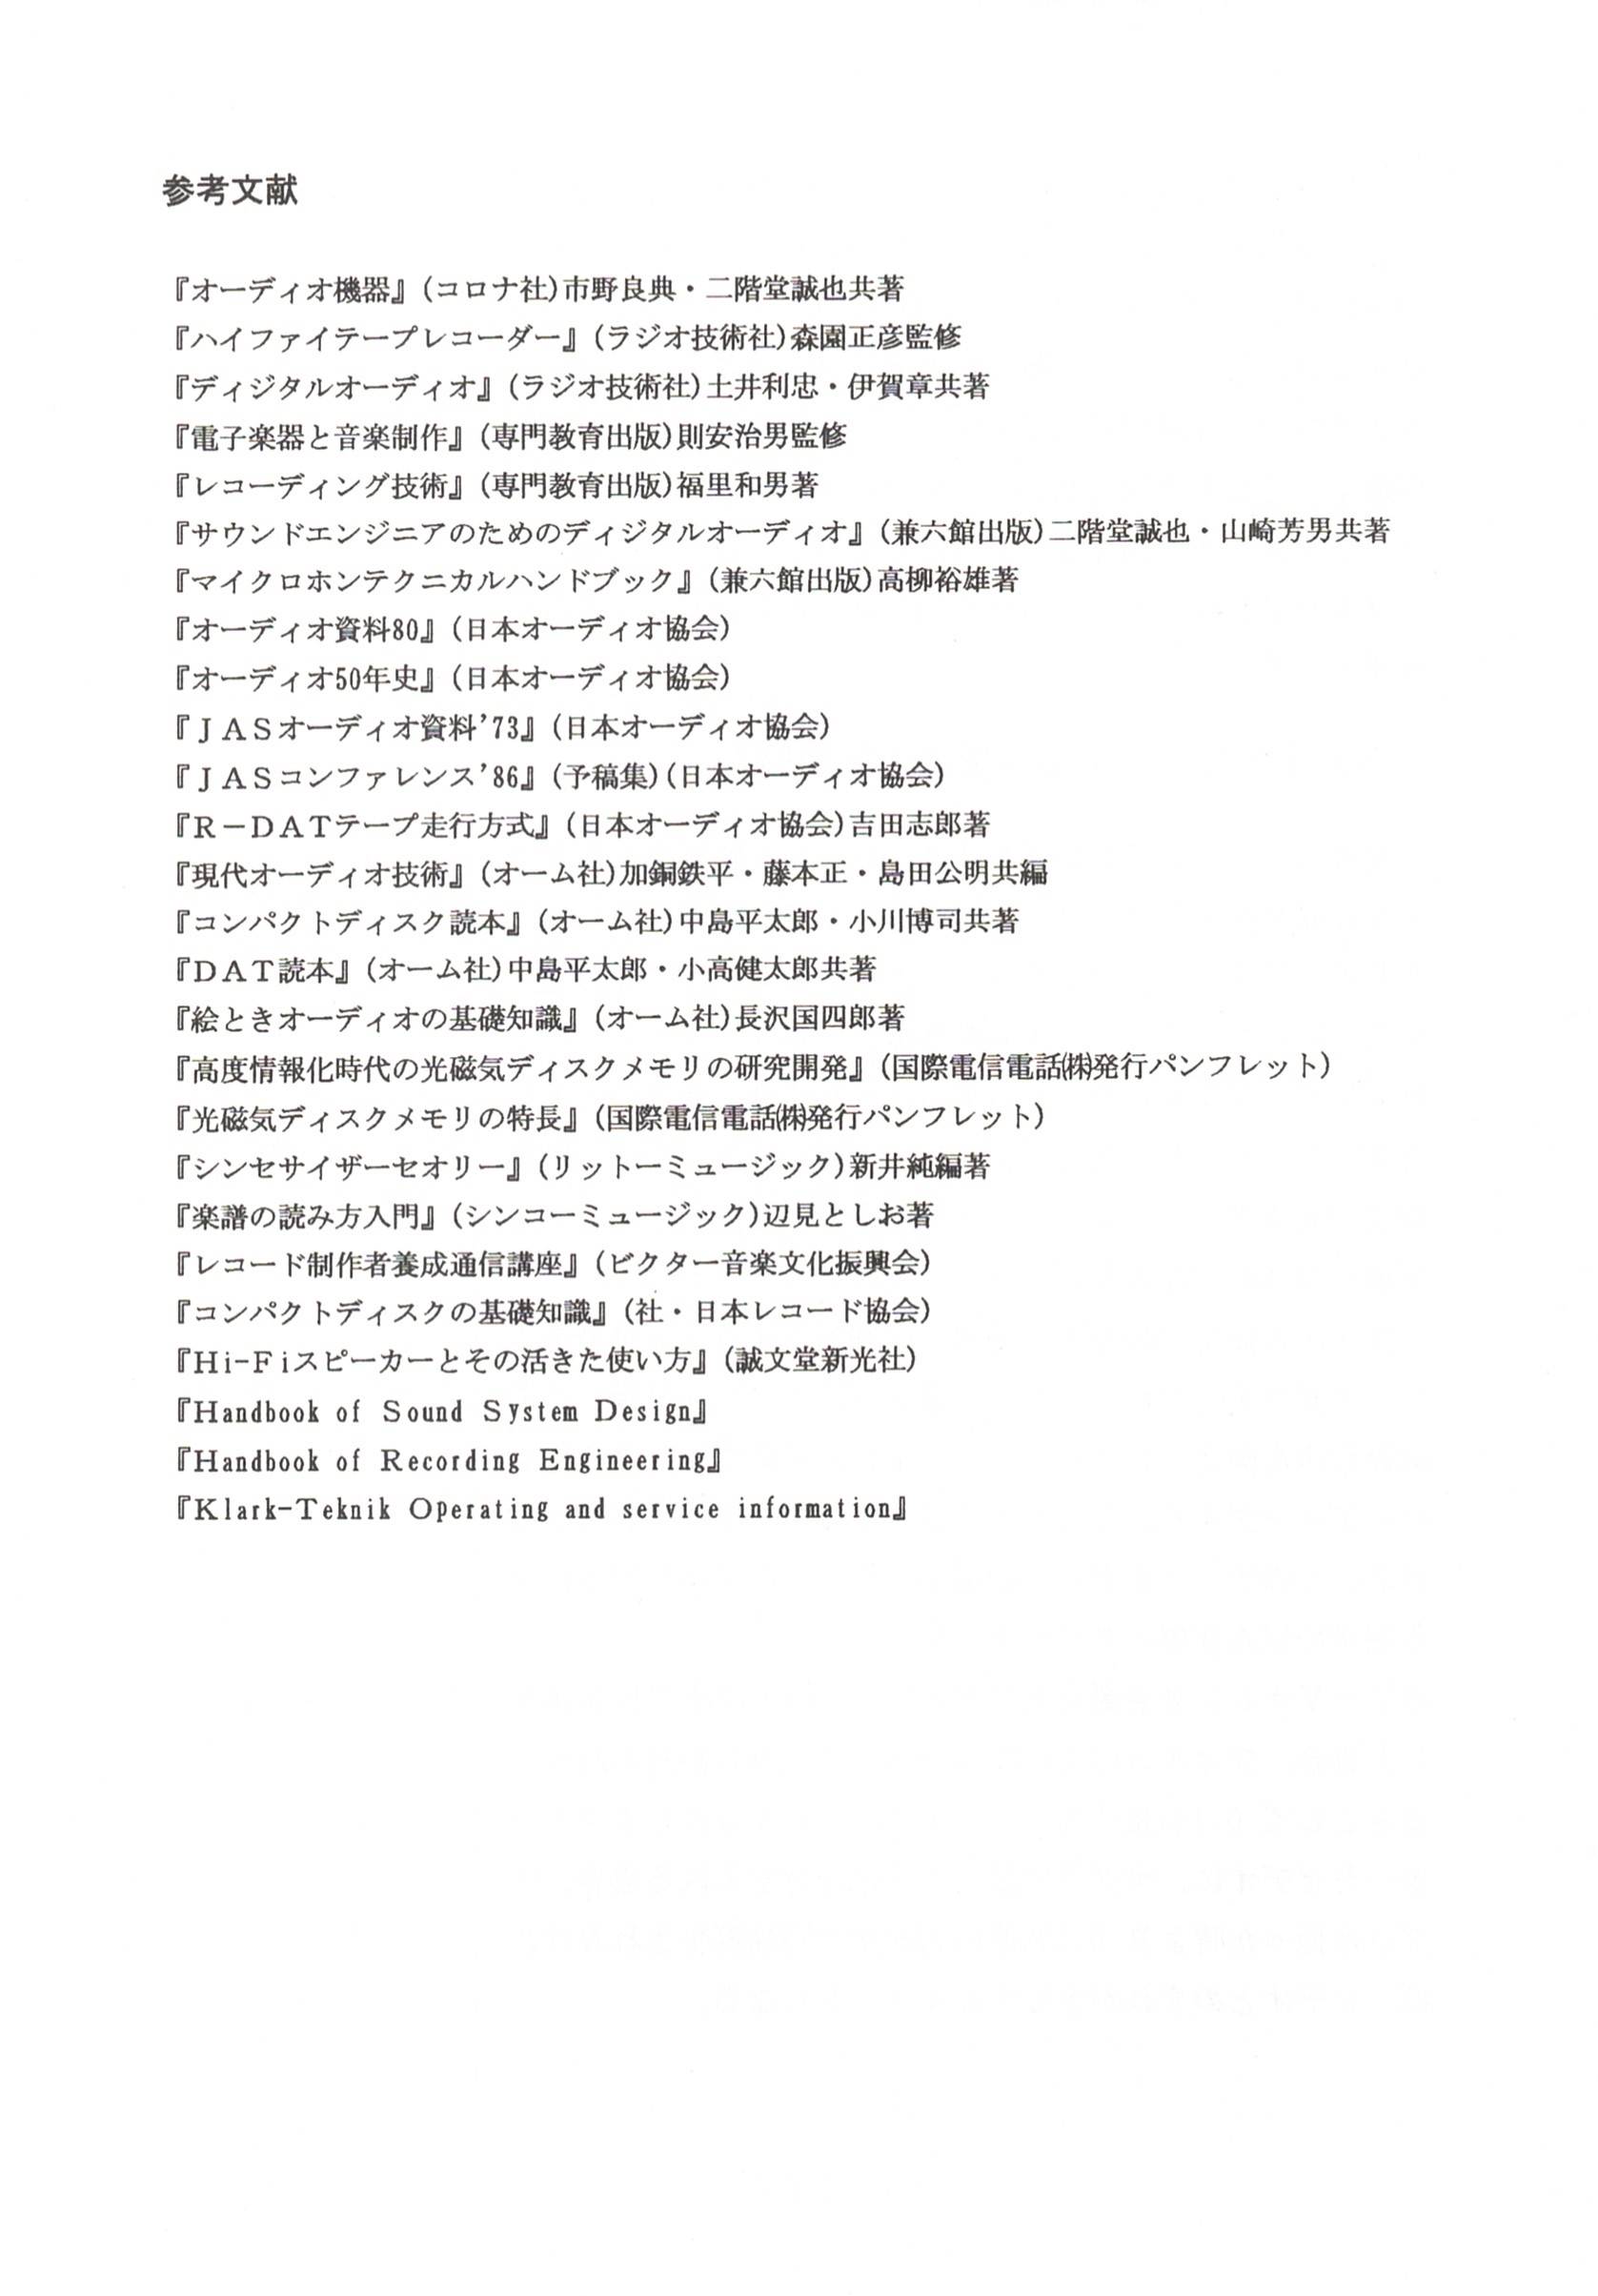 参考文献
『オーディオ機器』(コロナ社)市野良典・二階堂誠也共著
『ハイファイテープレコーダー』(ラジオ技術社)森園正彦監修
『ディジタルオーディオ』(ラジオ技術社)土井利忠・伊賀章共著
『電子楽器と音楽制作』(専門教育出版)則安治男監修
『レコーディング技術』(専門教育出版)福里和男著
『サウンドエンジニアのためのディジタルオーディオ』(兼六館出版)二階堂誠也・山崎芳男共著
『マイクロホンテクニカルハンドブック』(兼六館出版)高柳裕雄著
『オーディオ資料80』(日本オーディオ協会)
『オーディオ50年史』(日本オーディオ協会)
『JASオーディオ資料’73』(日本オーディオ協会)
『JASコンファレンス’86』(予稿集)(日本オーディオ協会)
『R−DATテープ走行方式』(日本オーディオ協会)吉田志郎著
『現代オーディオ技術』(オーム社)加銅鉄平・藤本正・島田公明共編
『コンパクトディスク読本』(オーム社)中島平太郎・小川博司共著
『DAT読本』(オーム社)中島平太郎・小高健太郎共著
『絵ときオーディオの基礎知識』(オーム社)長沢国四郎著
『高度情報化時代の光磁気ディスクメモリの研究開発』(国際電信電話㈱発行パンフレット)
『光磁気ディスクメモリの特長』(国際電信電話㈱発行パンフレット)
『シンセサイザーセオリー』(リットーミュージック)新井純編著
『楽譜の読み方入門』(シンコーミュージック)辺見としお著
『レコード制作者養成通信講座』(ビクター音楽文化振興会)
『コンパクトディスクの基礎知識』(社・日本レコード協会)
『Hi-Fiスピーカーとその活きた使い方』(誠文堂新光社)
『Handbook of Sound System Design』
『Handbook of Recording Engineering』
『Klark-Teknik Operating and service information』